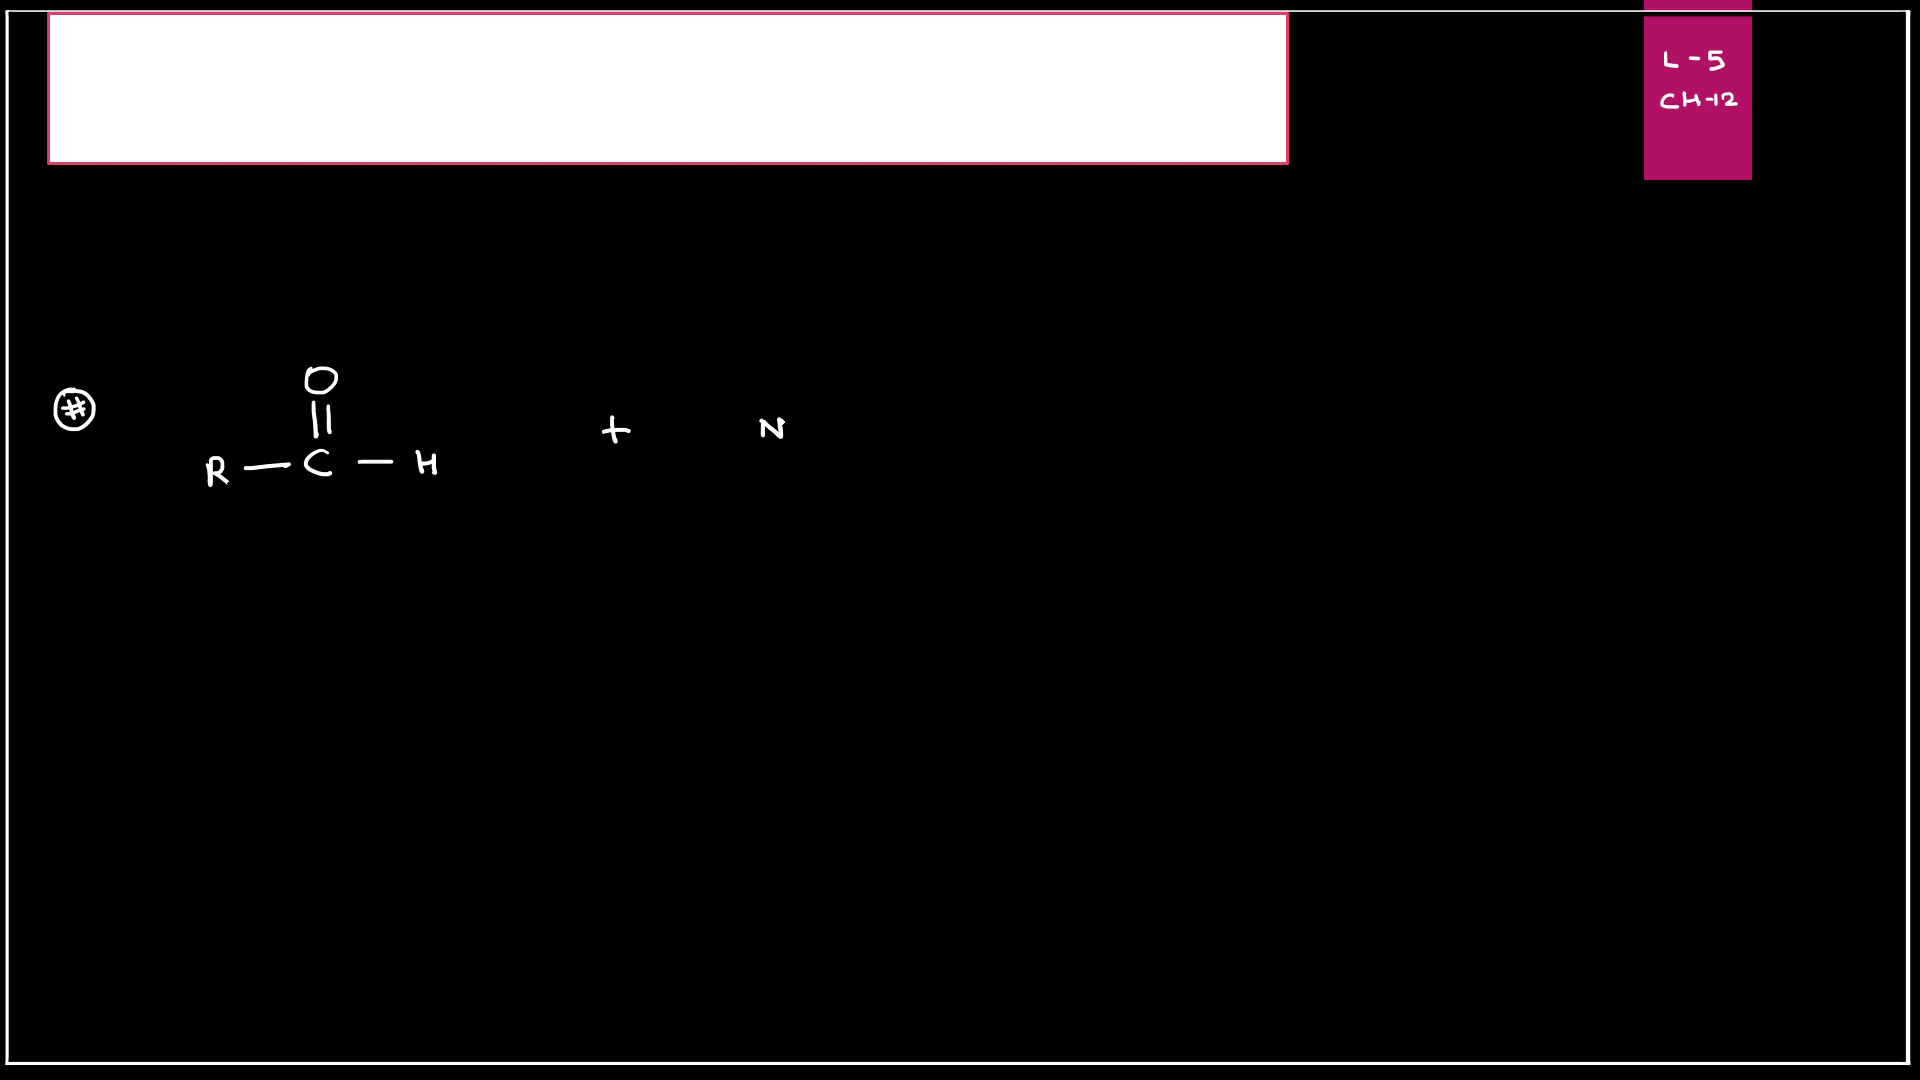 L-5
CH-12
O
||
R — C — H + N